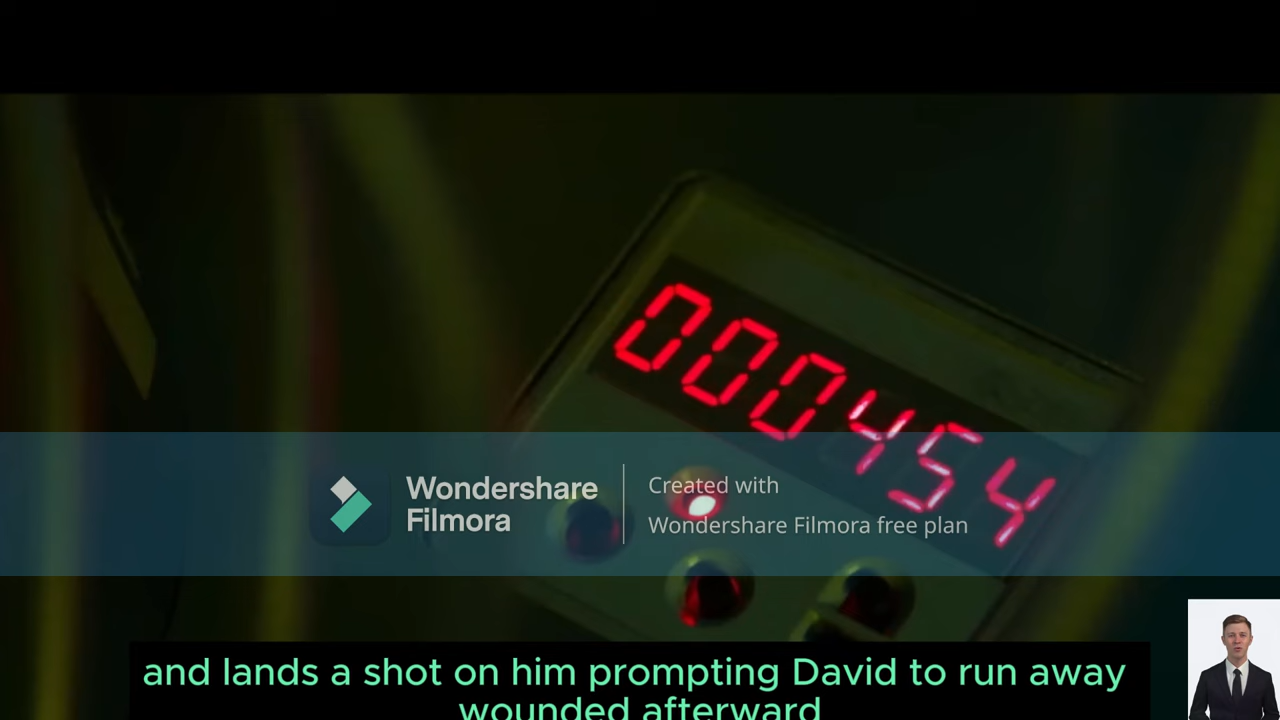 000454
Wondershare
Filmora
Created with
Wondershare Filmora free plan
and lands a shot on him prompting David to run away
wounded afterward